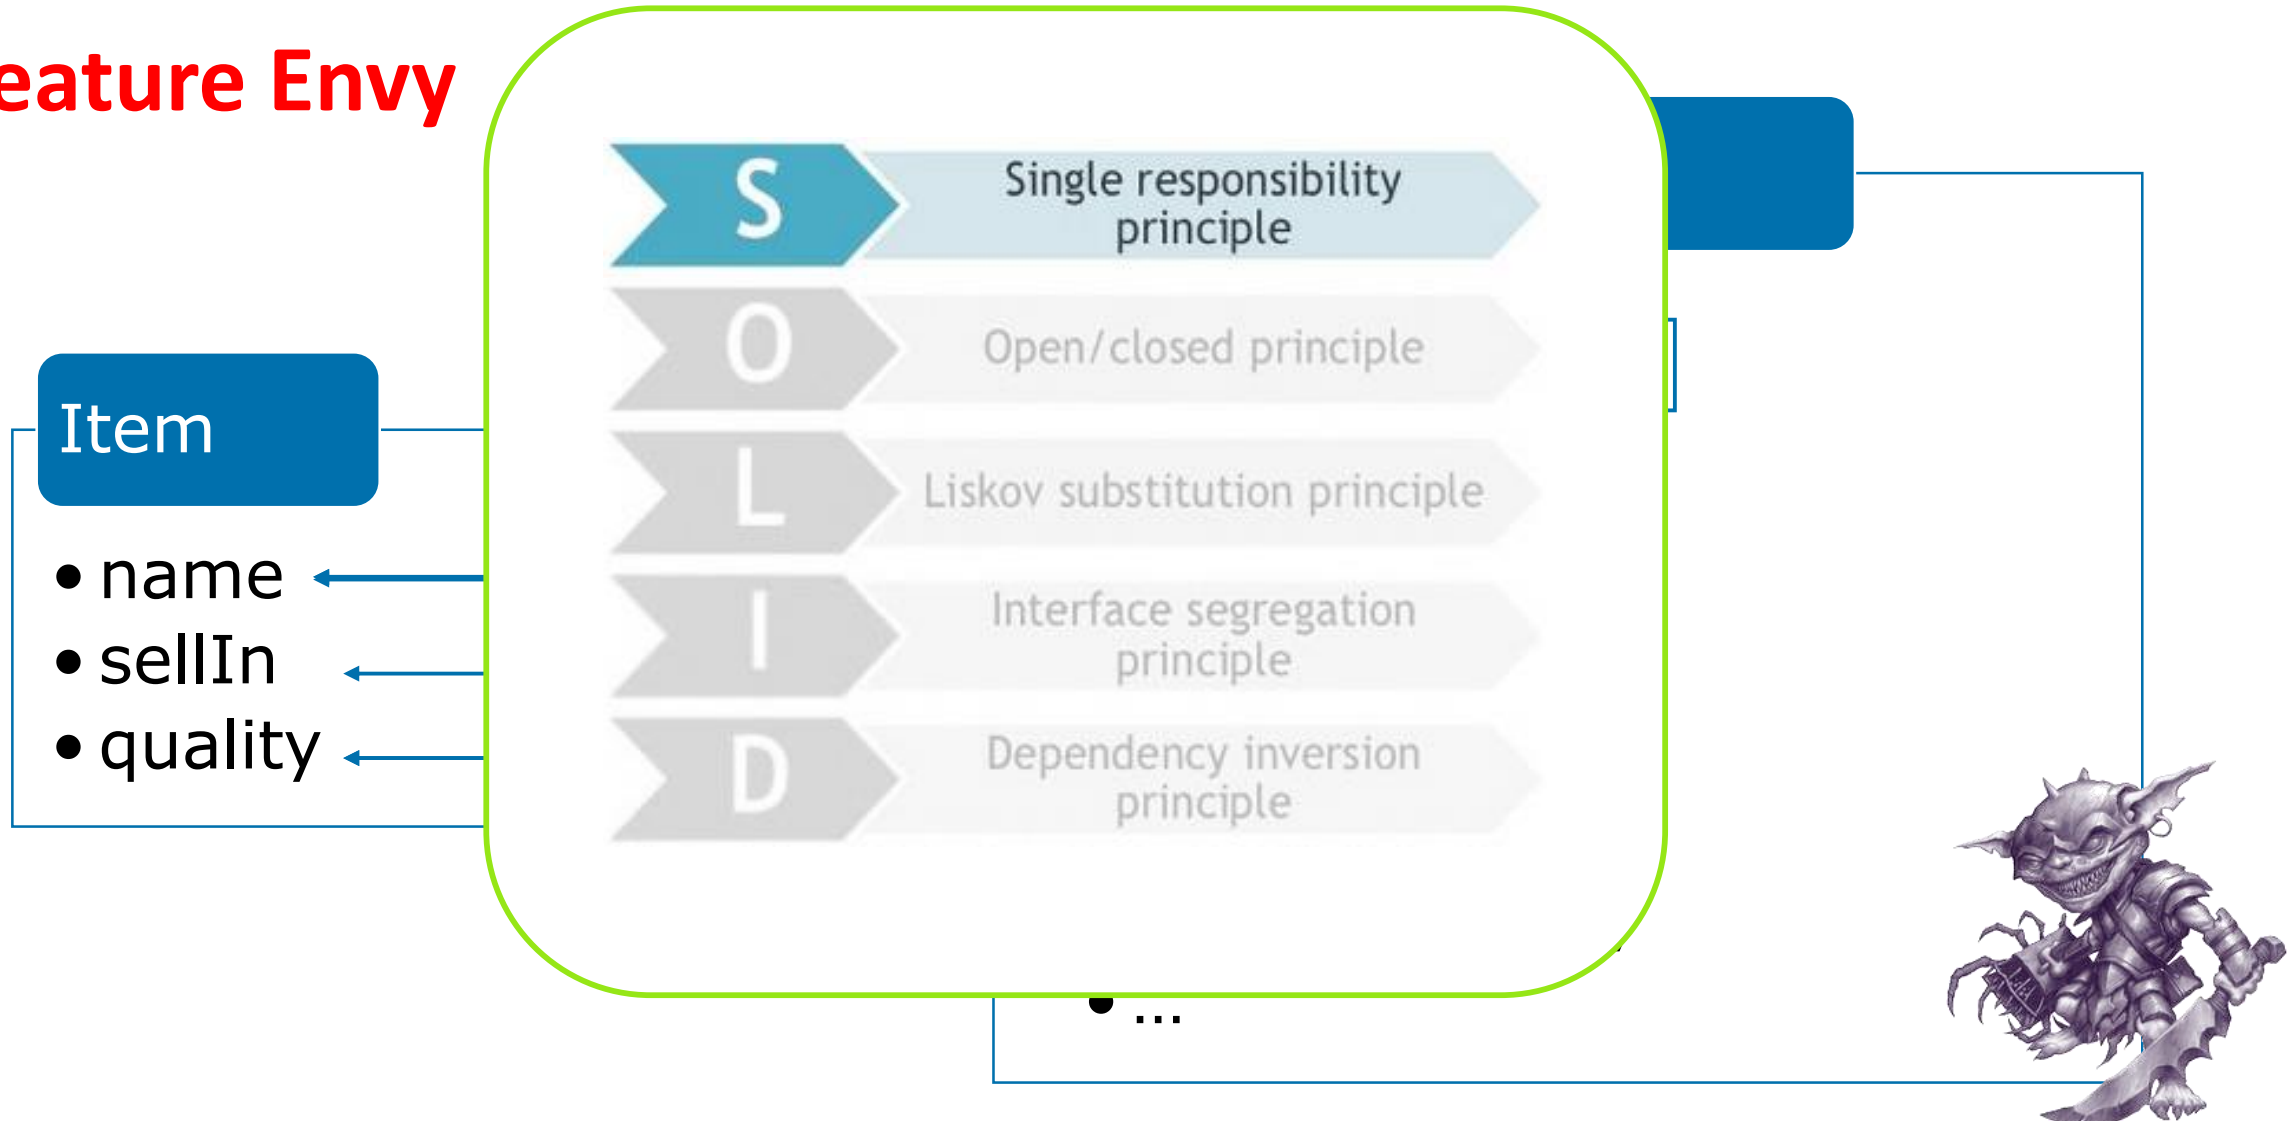 eature Envy
S
Single responsibility
principle
O
Open/closed principle
L
Liskov substitution principle
I
Interface segregation
principle
D
Dependency inversion
principle
Item
• name
• sellIn
• quality
• ...